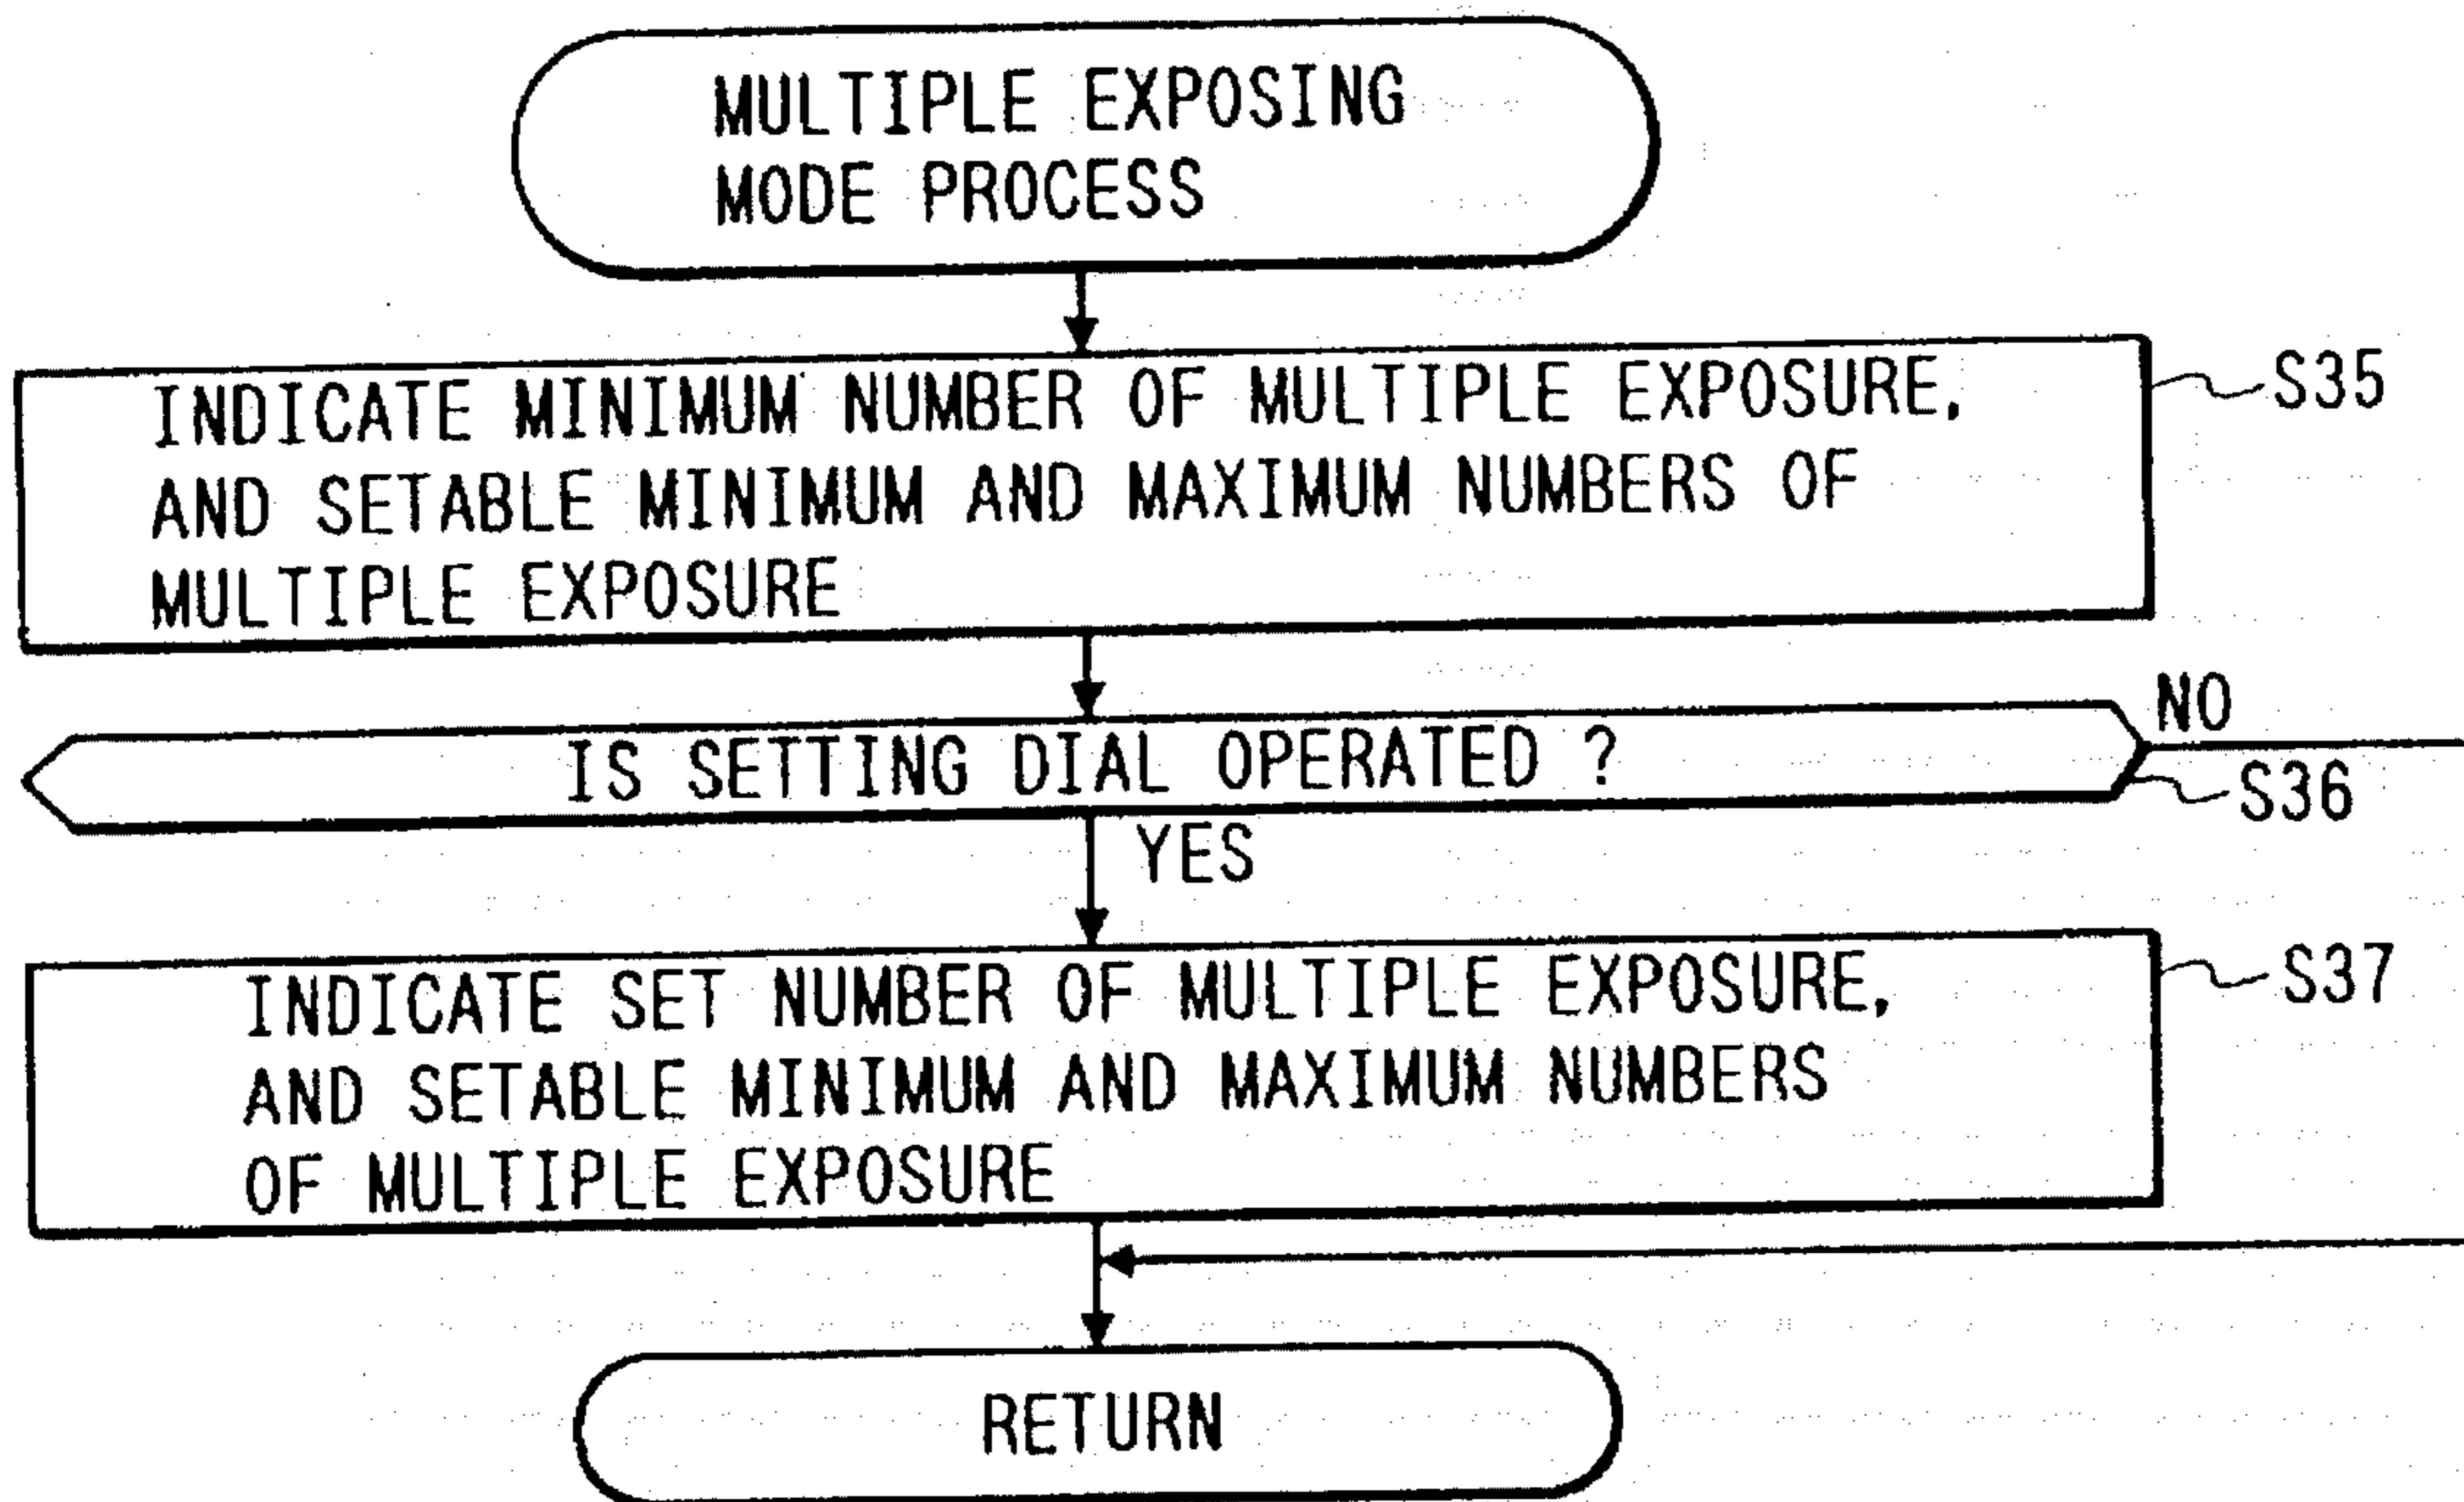 MULTIPLE EXPOSING
MODE PROCESS
INDICATE MINIMUM NUMBER OF MULTIPLE EXPOSURE,
AND SETABLE MINIMUM AND MAXIMUM NUMBERS OF
MULTIPLE EXPOSURE
S35
IS SETTING DIAL OPERATED ?
NO
S36
YES
INDICATE SET NUMBER OF MULTIPLE EXPOSURE,
AND SETABLE MINIMUM AND MAXIMUM NUMBERS
OF MULTIPLE EXPOSURE
S37
RETURN